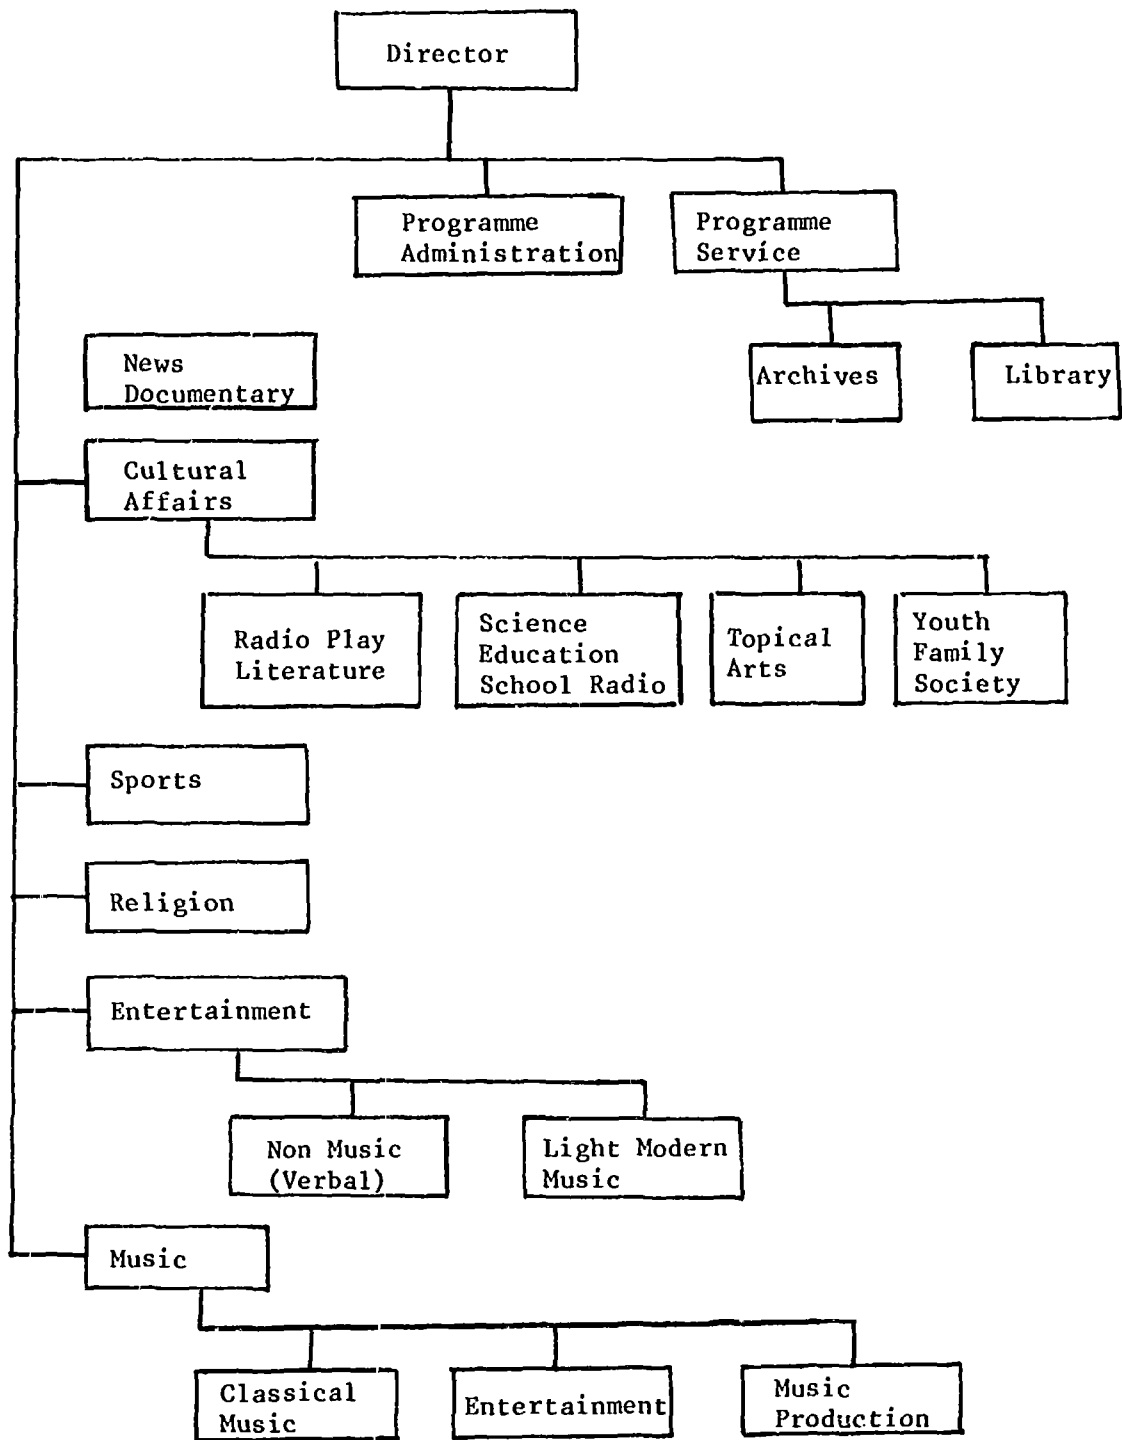 Director
Programme
Administration
Programme
Service
News
Documentary
Archives
Library
Cultural
Affairs
Radio Play
Literature
Science
Education
School Radio
Topical
Arts
Youth
Family
Society
Sports
Religion
Entertainment
Non Music
(Verbal)
Light Modern
Music
Music
Classical
Music
Entertainment
Music
Production